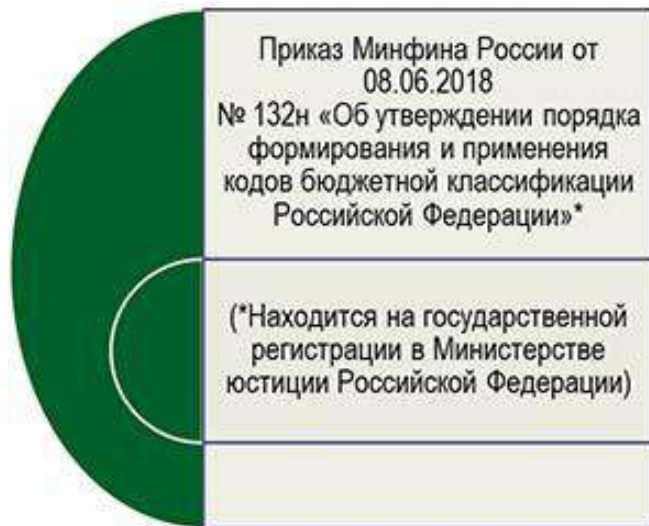 Приказ Минфина России от
08.06.2018
№ 132н «Об утверждении порядка
формирования и применения
кодов бюджетной классификации
Российской Федерации»*
(*Находится на государственной
регистрации в Министерстве
юстиции Российской Федерации)